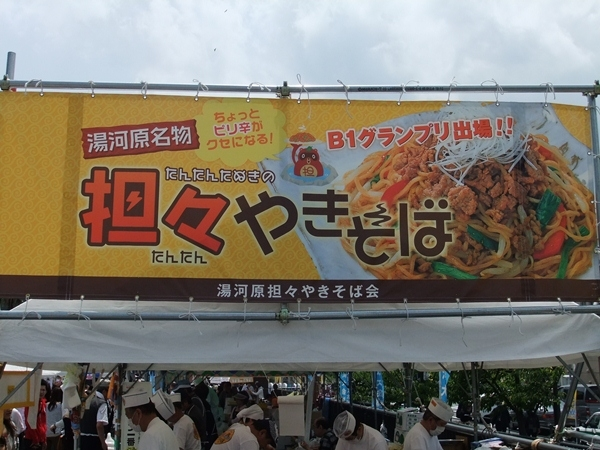 湯河原名物
ちょっと
ピリ辛が
クセになる!
B1グランプリ出場!!
たんたんたぬきの
担々やきそば
たんたん
担
湯河原担々やきそば会